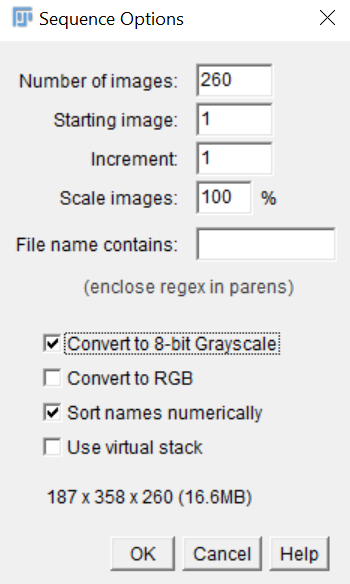 Sequence Options
Number of images: 260
Starting image: 1
Increment: 1
Scale images: 100 %
File name contains:
(enclose regex in parens)
Convert to 8-bit Grayscale
Convert to RGB
Sort names numerically
Use virtual stack
187 x 358 x 260 (16.6MB)
OK Cancel Help